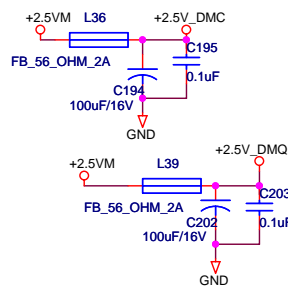 +2.5VM
L36
+2.5V_DMC
C195
FB_56_OHM_2A
C194
0.1uF
100uF/16V
GND
+2.5VM
L39
+2.5V_DMQ
C203
FB_56_OHM_2A
C202
0.1uF
100uF/16V
GND